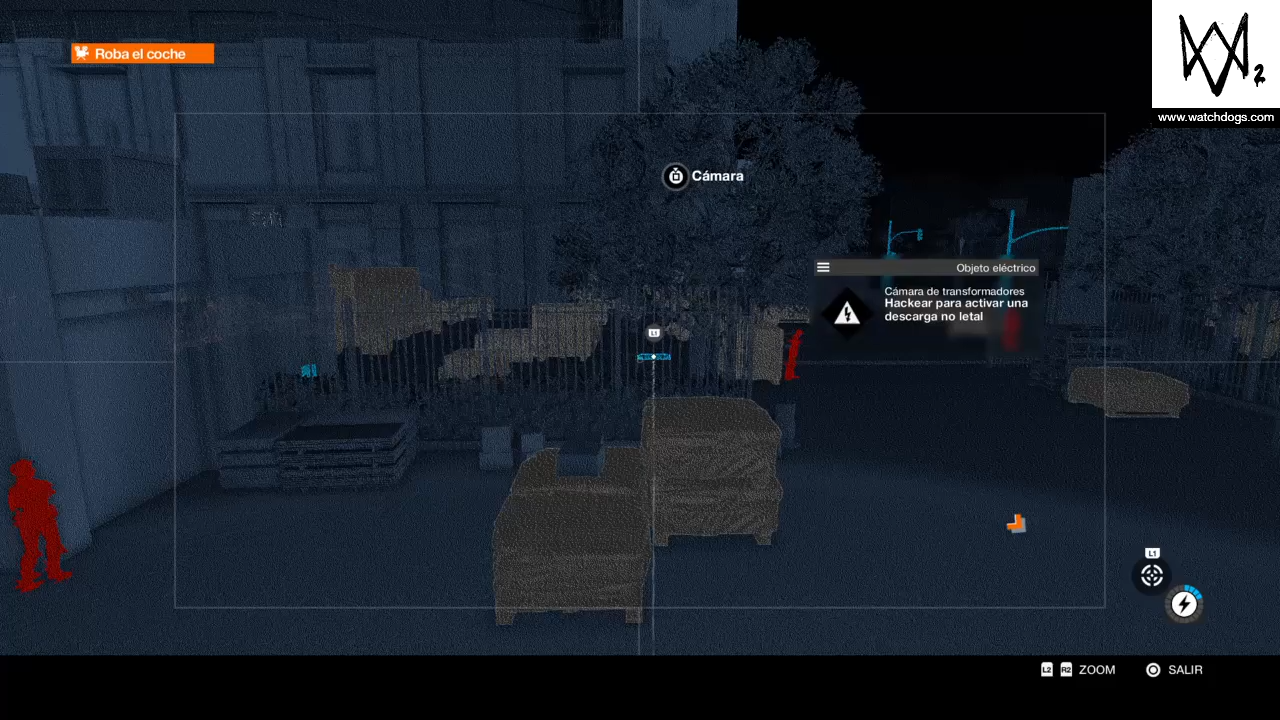 Roba el coche
2
www.watchdogs.com
Cámara
Objeto eléctrico
Cámara de transformadores
Hackear para activar una
descarga no letal
L1
L1
L2 R2 ZOOM
SALIR